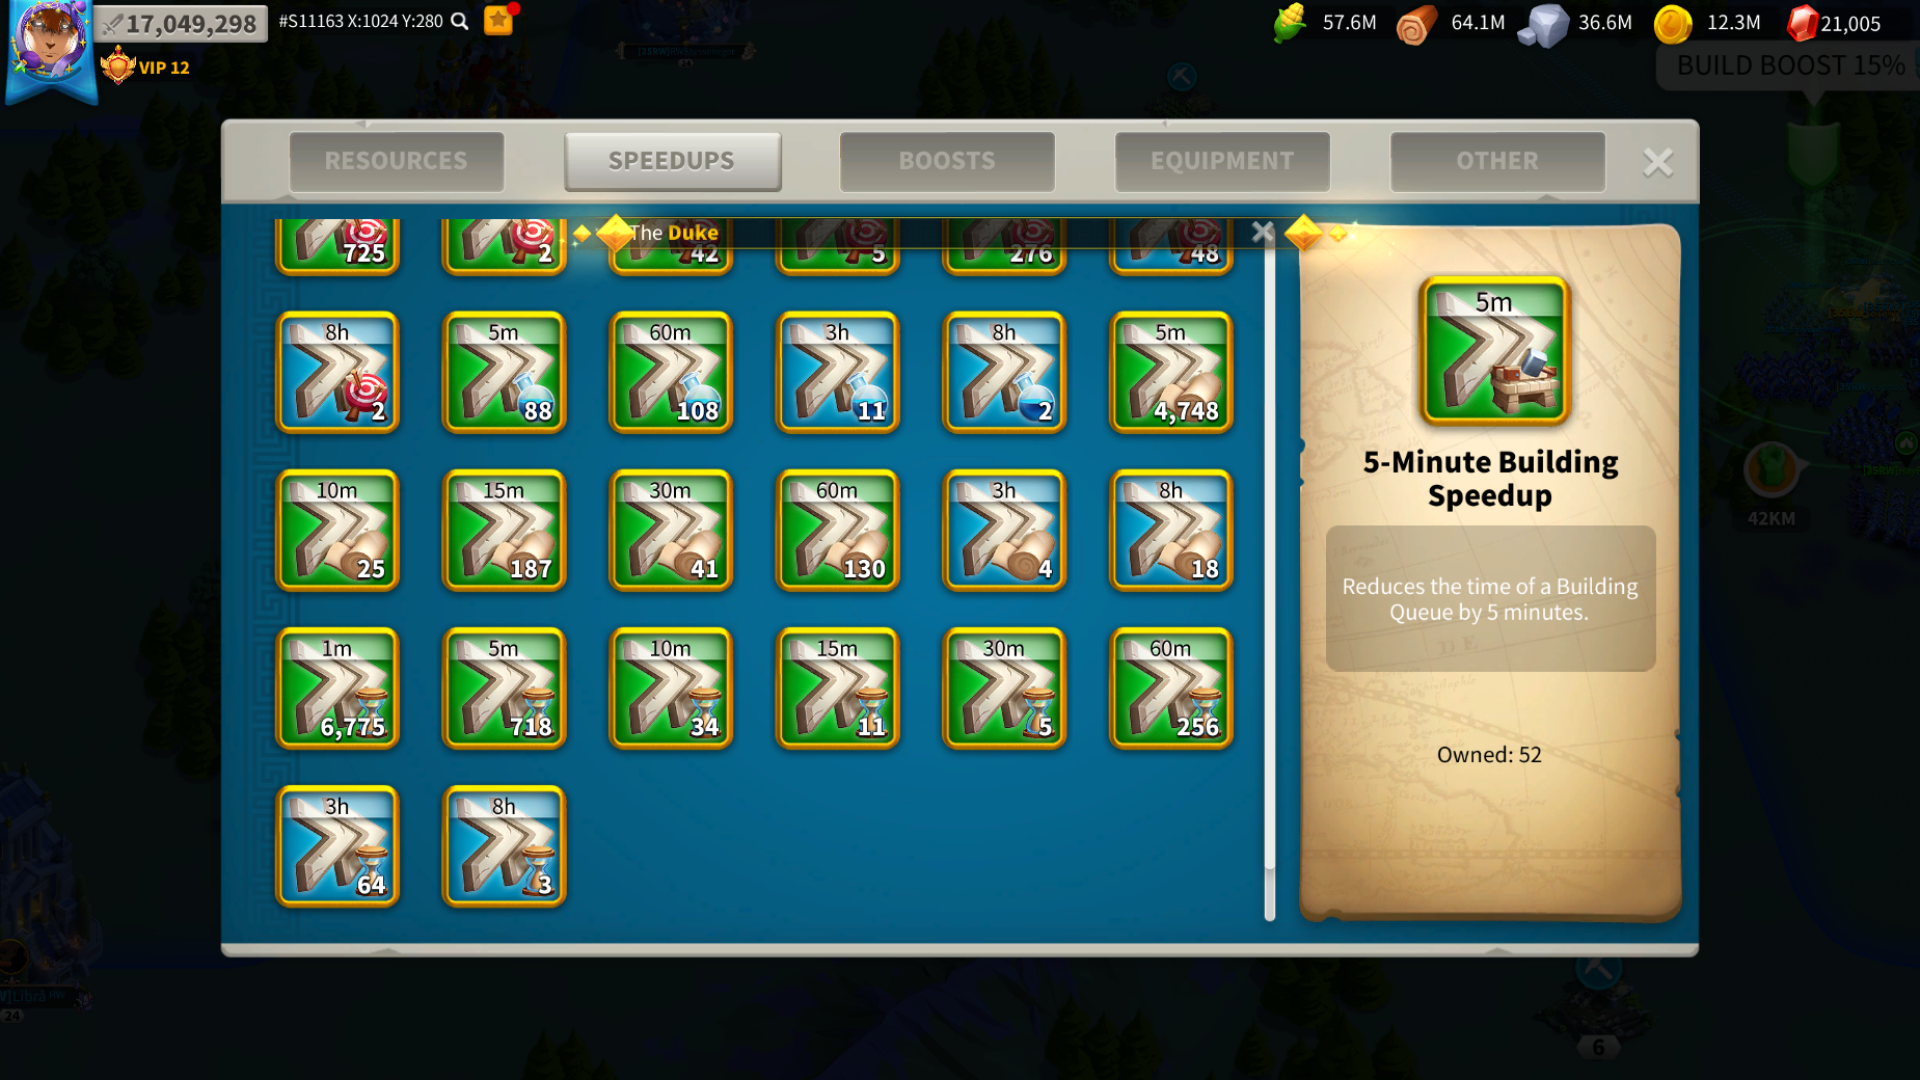 17,049,298
#S11163 X:1024 Y:280
57.6M
64.1M
36.6M
12.3M
21,005
VIP 12
BUILD BOOST 15%
RESOURCES
SPEEDUPS
BOOSTS
EQUIPMENT
OTHER
The Duke
725
2
42
5
276
48
8h
2
5m
88
60m
108
3h
11
8h
2
5m
4,748
10m
25
15m
187
30m
41
60m
130
3h
4
8h
18
1m
6,775
5m
718
10m
34
15m
11
30m
5
60m
256
3h
64
8h
3
5m
5-Minute Building
Speedup
Reduces the time of a Building
Queue by 5 minutes.
Owned: 52
42KM
24
6